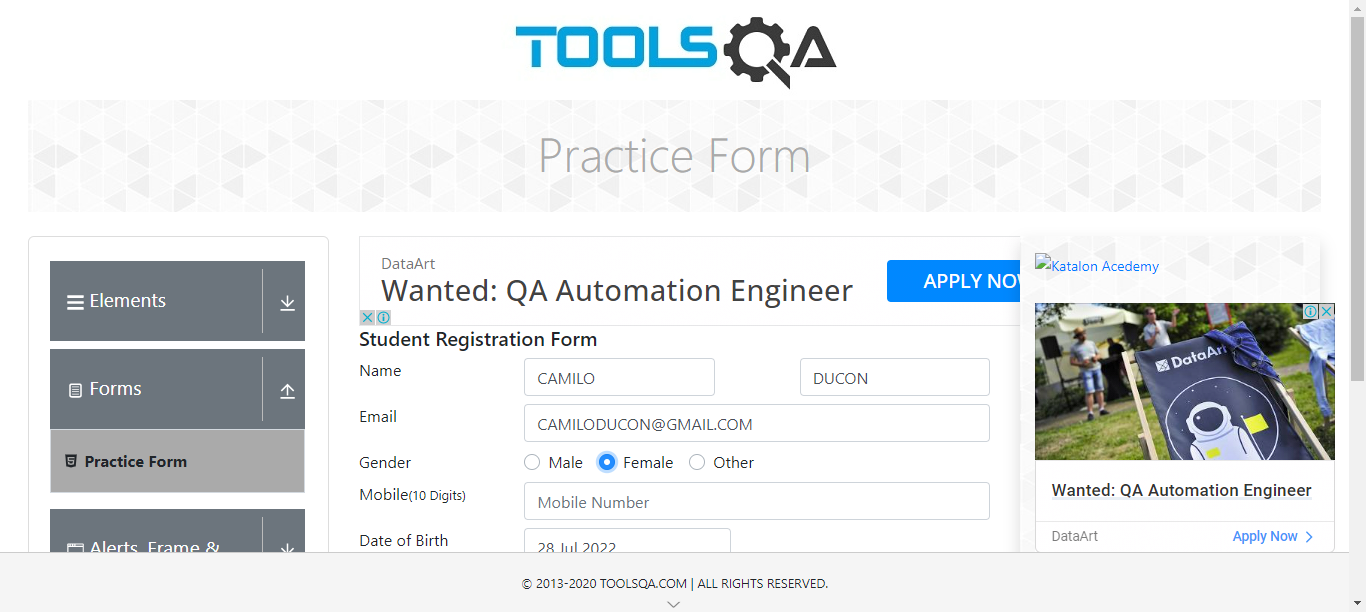 TOOLSQA
Practice Form
Elements
Forms
Practice Form
Alerts, Frame &
DataArt
Wanted: QA Automation Engineer
APPLY NOW
Student Registration Form
Name
CAMILO
DUCON
Email
CAMILODUCON@GMAIL.COM
Gender
Male
Female
Other
Mobile(10 Digits)
Mobile Number
Date of Birth
28 Jul 2022
Katalon Acedemy
DataArt
Wanted: QA Automation Engineer
DataArt
Apply Now
© 2013-2020 TOOLSQA.COM | ALL RIGHTS RESERVED.